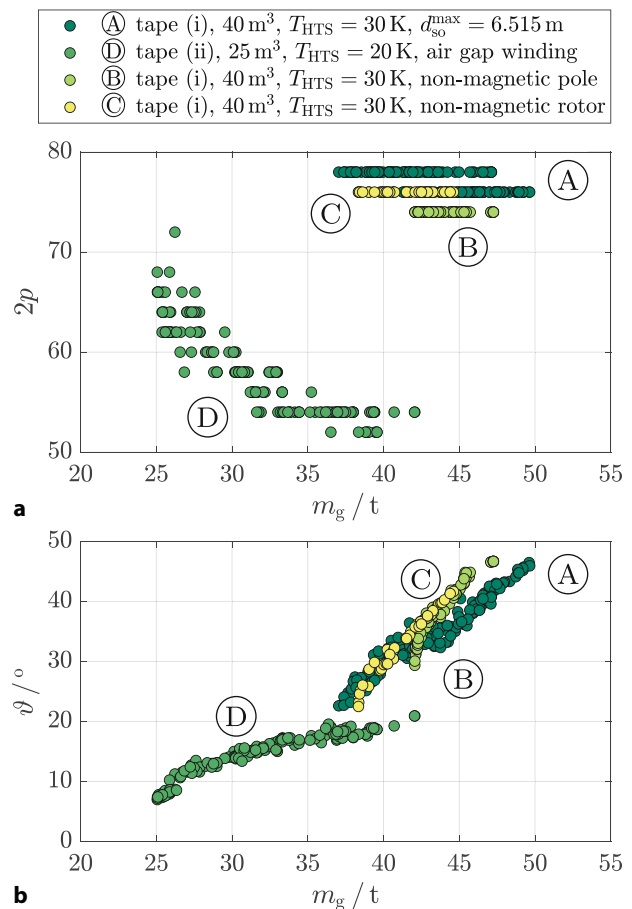 Ⓐ tape (i), 40 m³, T_HTS = 30 K, d_so^max = 6.515 m
Ⓓ tape (ii), 25 m³, T_HTS = 20 K, air gap winding
Ⓑ tape (i), 40 m³, T_HTS = 30 K, non-magnetic pole
Ⓒ tape (i), 40 m³, T_HTS = 30 K, non-magnetic rotor
80
70
60
50
2p
A
C
B
D
20 25 30 35 40 45 50 55
a
m_g / t
50
40
30
20
10
0
ϑ / °
C
A
B
D
20 25 30 35 40 45 50 55
b
m_g / t